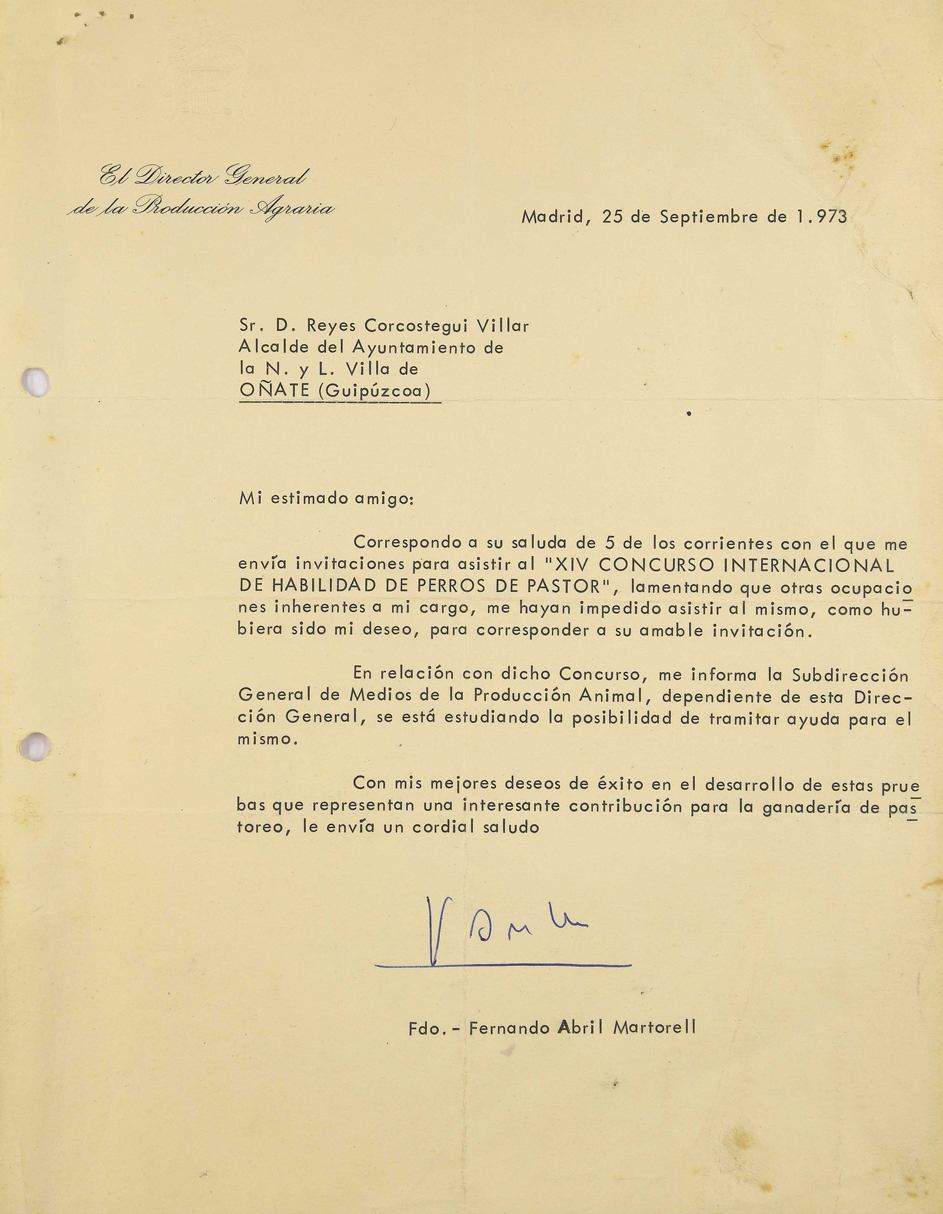 El Director General
de la Producción Agraria
Madrid, 25 de Septiembre de 1.973
Sr. D. Reyes Corcostegui Villar
Alcalde del Ayuntamiento de
la N. y L. Villa de
OÑATE (Guipúzcoa)
Mi estimado amigo:
Correspondo a su saluda de 5 de los corrientes con el que me
envía invitaciones para asistir al "XIV CONCURSO INTERNACIONAL
DE HABILIDAD DE PERROS DE PASTOR", lamentando que otras ocupacio
nes inherentes a mi cargo, me hayan impedido asistir al mismo, como hu-
biera sido mi deseo, para corresponder a su amable invitación.
En relación con dicho Concurso, me informa la Subdirección
General de Medios de la Producción Animal, dependiente de esta Direc-
ción General, se está estudiando la posibilidad de tramitar ayuda para el
mismo.
Con mis mejores deseos de éxito en el desarrollo de estas prue
bas que representan una interesante contribución para la ganadería de pas
toreo, le envía un cordial saludo
Fdo.- Fernando Abril Martorell